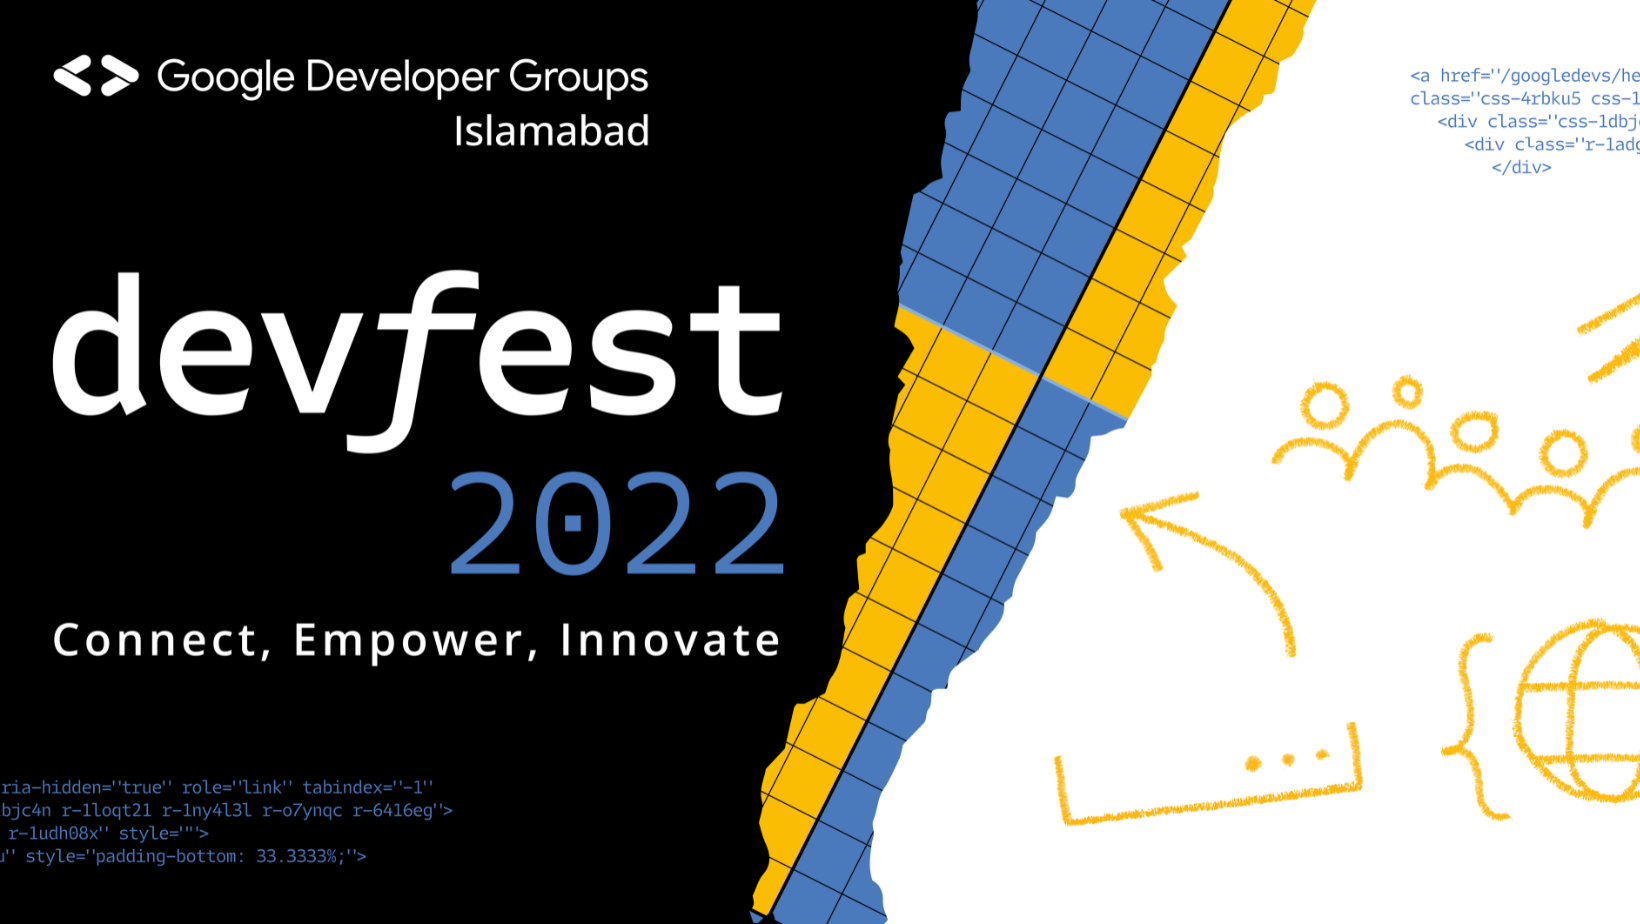 Google Developer Groups
Islamabad
devfest
2022
Connect, Empower, Innovate
<a href="/googledevs/he
class="css-4rbku5 css-1
<div class="css-1dbj
<div class="r-1adg
</div>
ria-hidden="true" role="link" tabindex="-1"
bjc4n r-1loqt21 r-1ny4l3l r-o7ynqc r-6416eg">
r-1udh08x" style="">
u" style="padding-bottom: 33.3333%;">